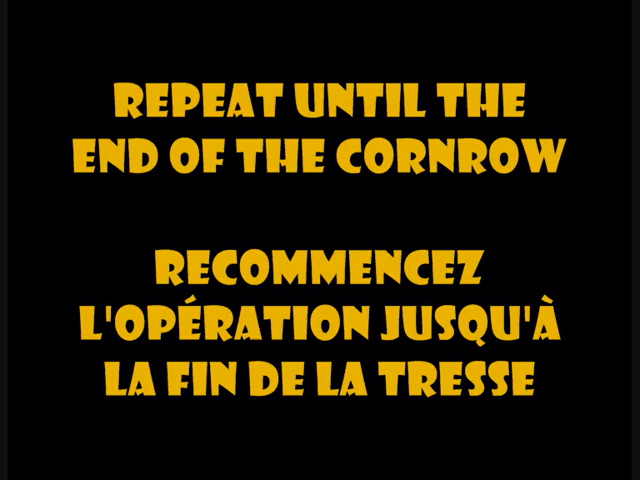 REPEAT UNTIL THE
END OF THE CORNROW
RECOMMENCEZ
L'OPÉRATION JUSQU'À
LA FIN DE LA TRESSE